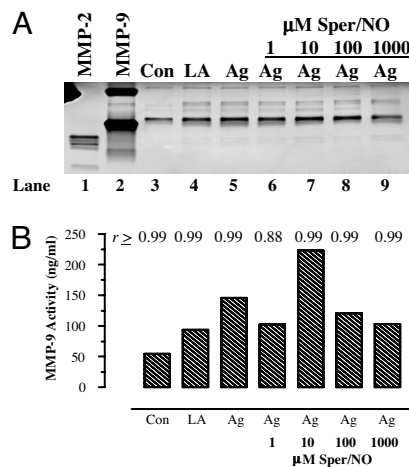 A
MMP-2
MMP-9
μM Sper/NO
1 10 100 1000
Con LA Ag Ag Ag Ag Ag
Lane 1 2 3 4 5 6 7 8 9
B
r ≥ 0.99 0.99 0.99 0.88 0.99 0.99 0.99
MMP-9 Activity (ng/ml)
250
200
150
100
50
0
Con LA Ag Ag Ag Ag Ag
1 10 100 1000
μM Sper/NO